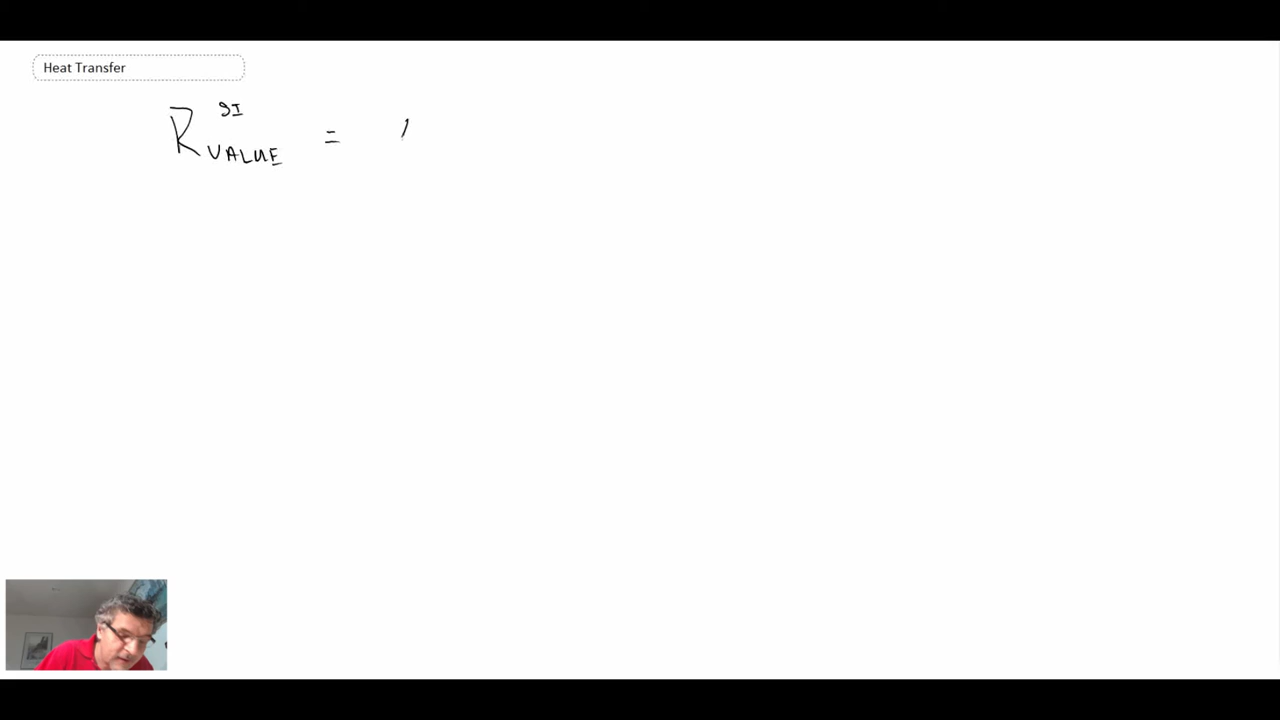 Heat Transfer
R SI VALUE =